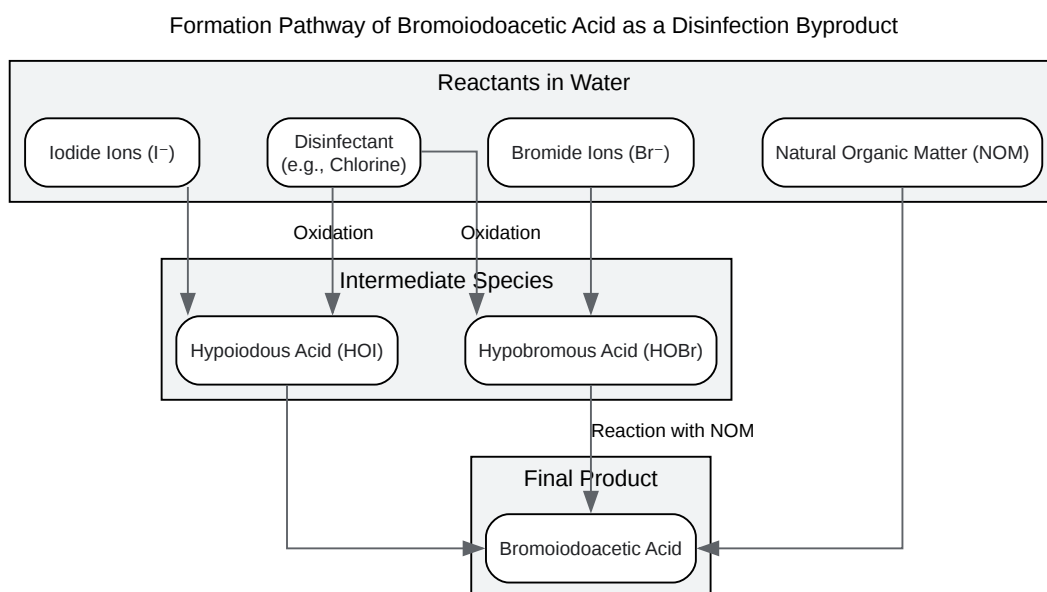 Formation Pathway of Bromoiodoacetic Acid as a Disinfection Byproduct
Reactants in Water
Iodide Ions (I⁻)
Disinfectant
(e.g., Chlorine)
Bromide Ions (Br⁻)
Natural Organic Matter (NOM)
Oxidation
Oxidation
Intermediate Species
Hypoiodous Acid (HOI)
Hypobromous Acid (HOBr)
Reaction with NOM
Final Product
Bromoiodoacetic Acid